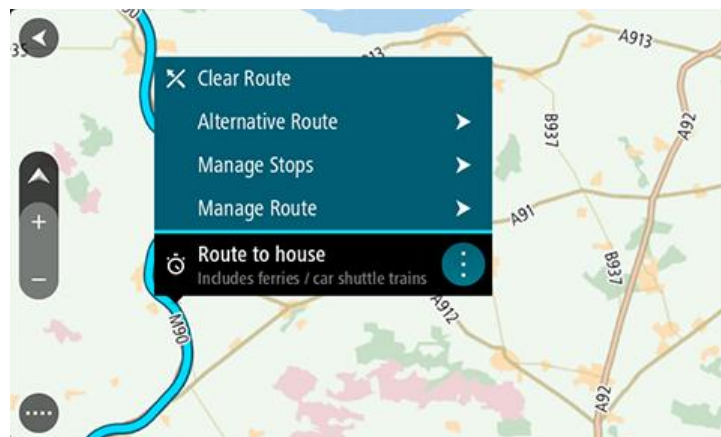 A913
A913
Clear Route
Alternative Route
B937
A92
Manage Stops
Manage Route
A91
Route to house
Includes ferries / car shuttle trains
B937
A912
M90
A92